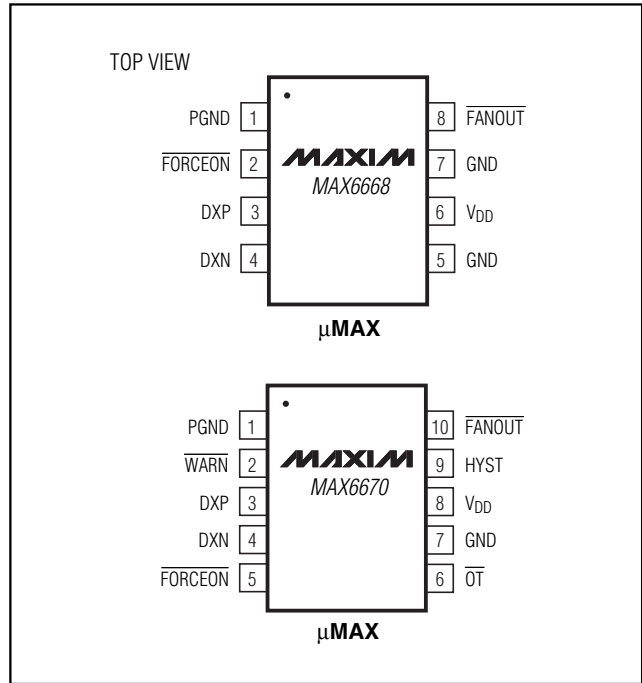 TOP VIEW
PGND 1 8 FANOUT
FORCEON 2 MAXIM 7 GND
MAX6668
DXP 3 6 VDD
DXN 4 5 GND
μMAX
PGND 1 10 FANOUT
WARN 2 MAXIM 9 HYST
MAX6670
DXP 3 8 VDD
DXN 4 7 GND
FORCEON 5 6 OT
μMAX